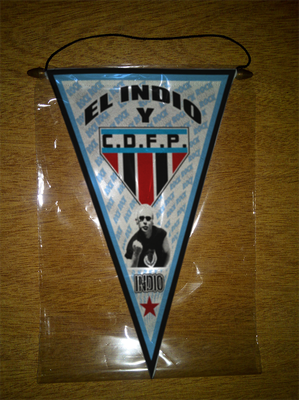 EL INDIO
Y
C.D.F.P.
INDIO